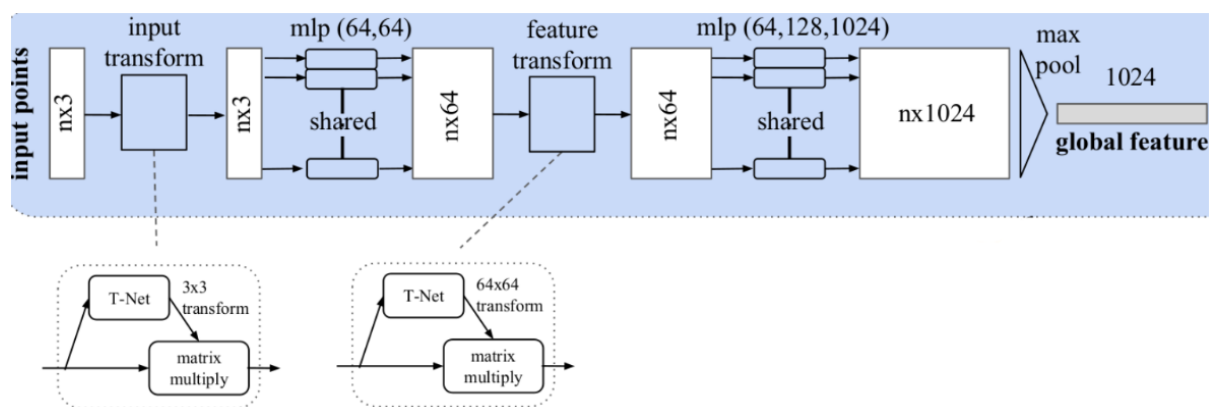 input points
nx3
input
transform
nx3
mlp (64,64)
shared
nx64
feature
transform
nx64
mlp (64,128,1024)
shared
nx1024
max
pool
1024
global feature
T-Net
3x3
transform
matrix
multiply
T-Net
64x64
transform
matrix
multiply